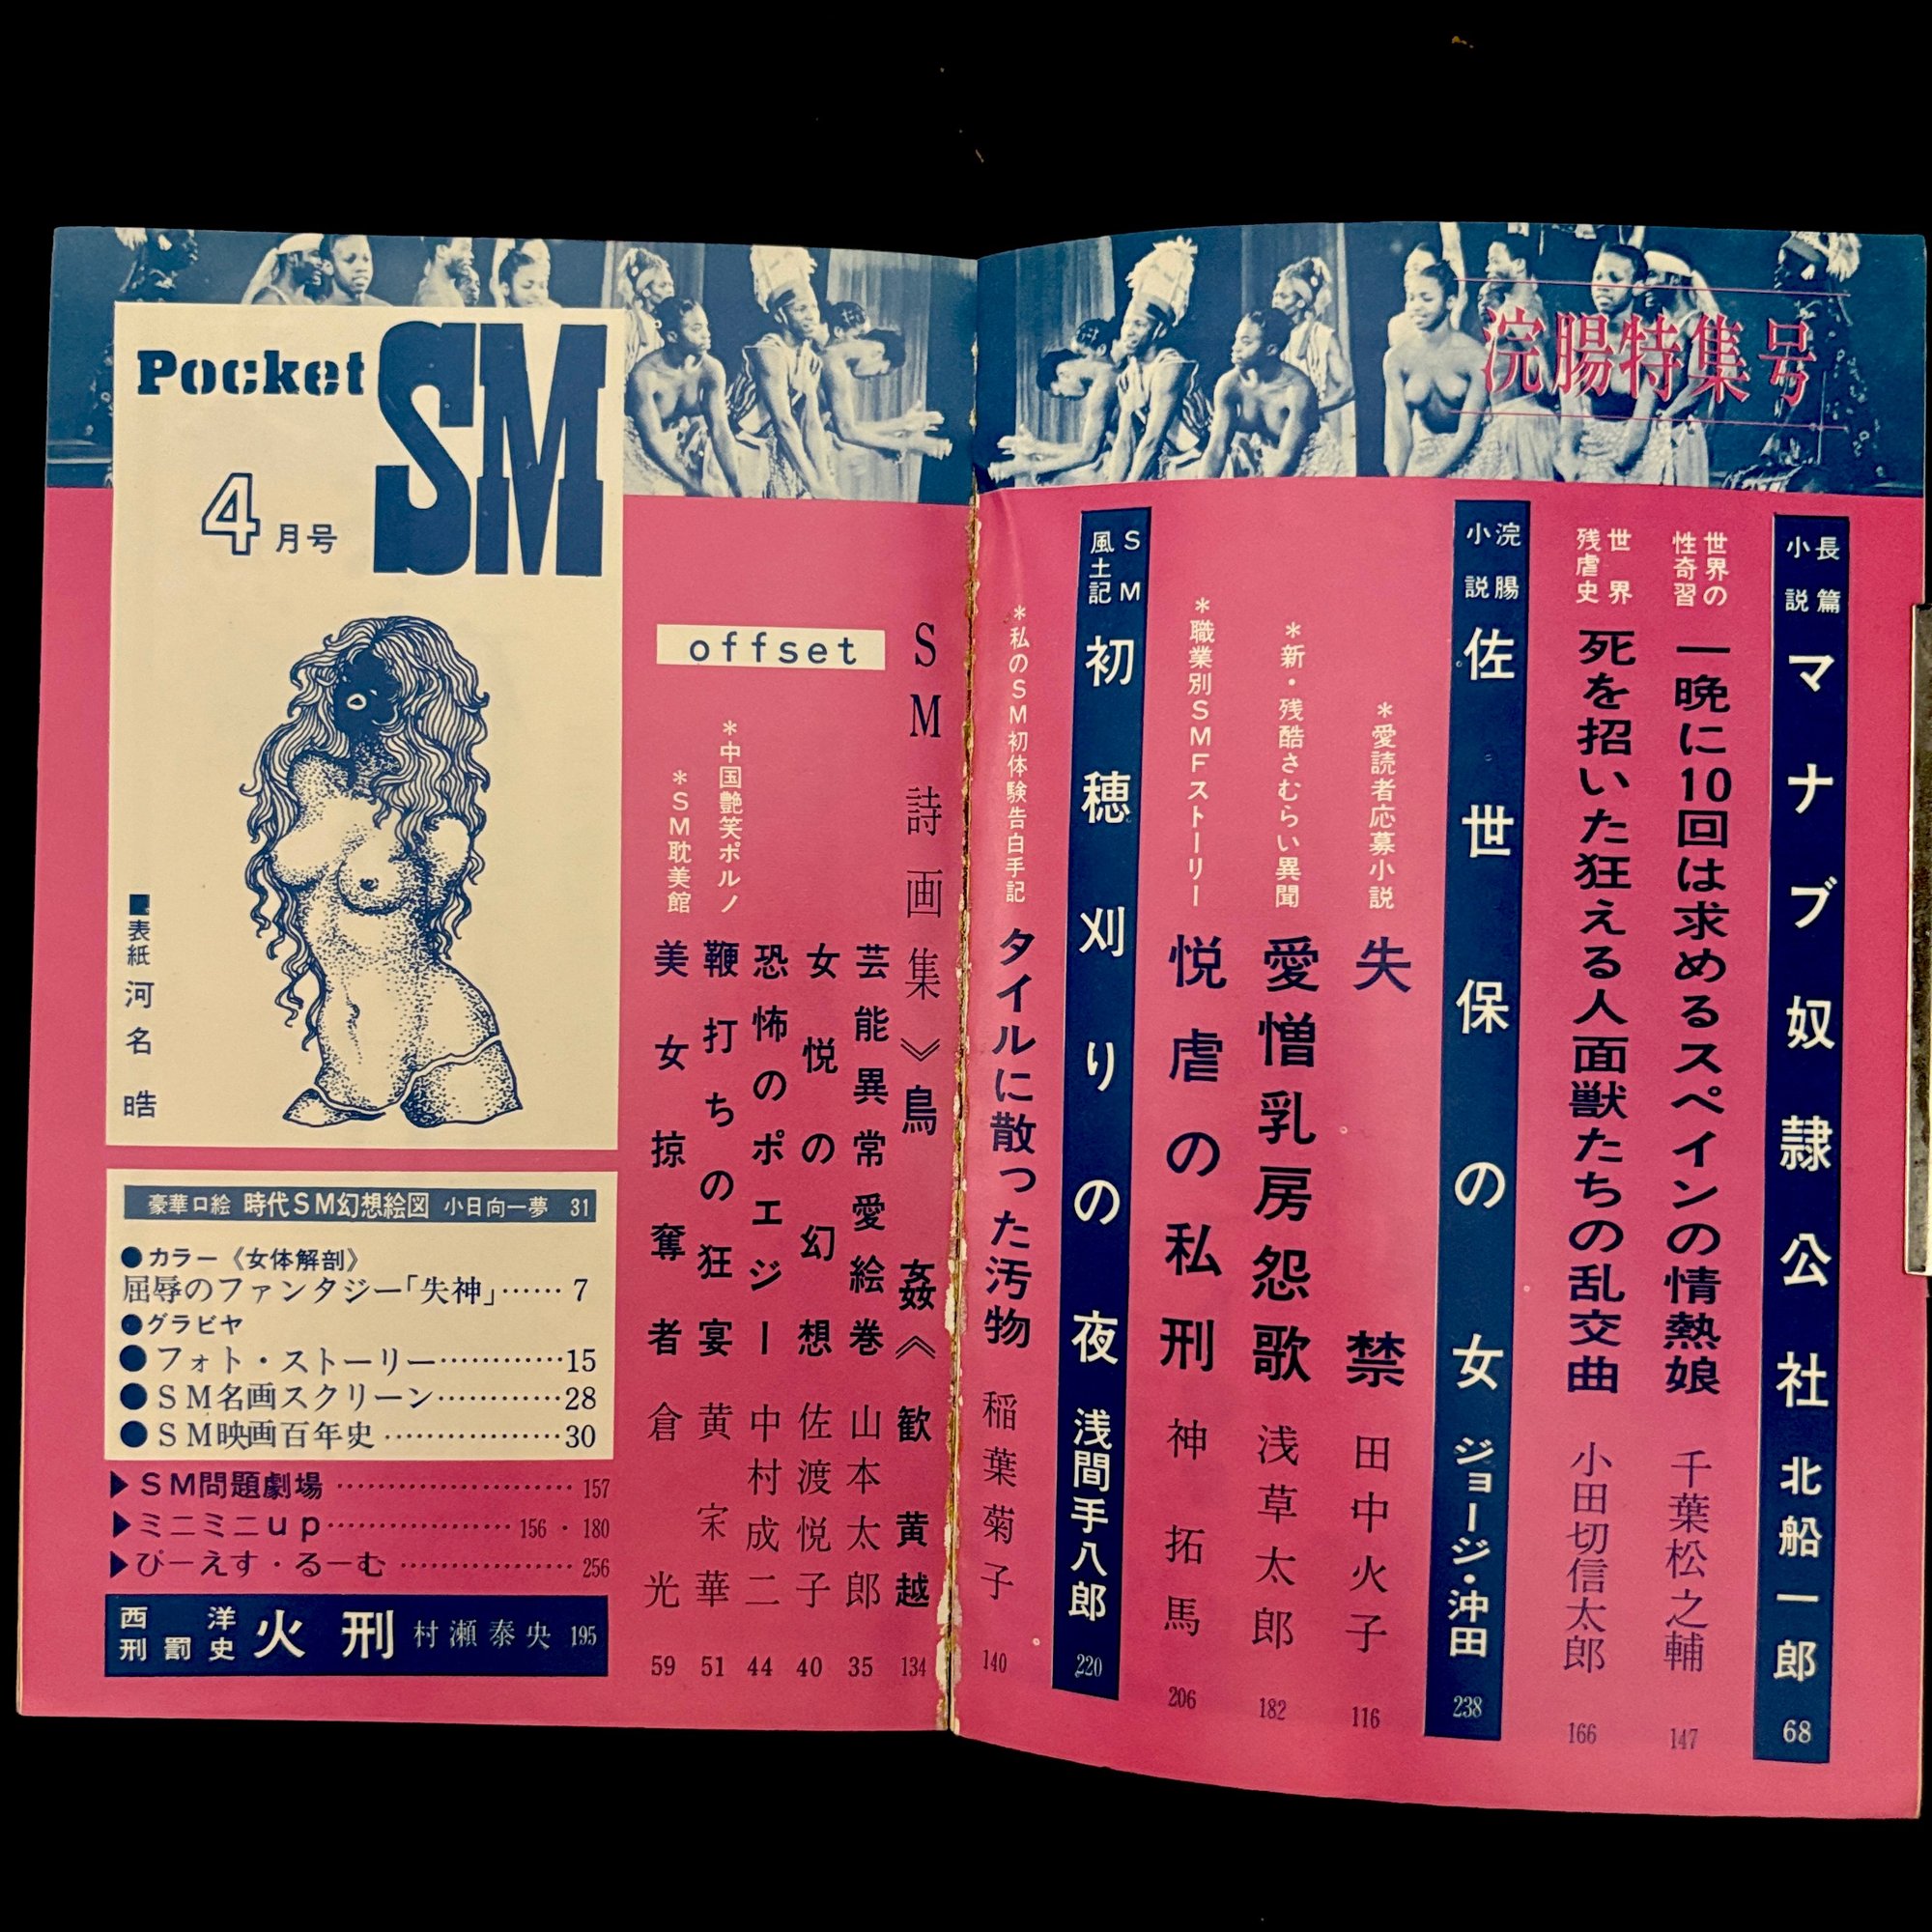 浣腸特集号
長篇小説 マナブ奴隷公社 北船一郎 68
世界の性奇習 一晩に10回は求めるスペインの情熱娘 千葉松之輔 147
世界残虐史 死を招いた狂える人面獣たちの乱交曲 小田切信太郎 166
浣腸小説 佐世保の女 ジョージ・沖田 238
*愛読者応募小説 失禁 田中火子 116
*新・残酷さむらい異聞 愛憎乳房怨歌 浅草太郎 182
*職業別SMFストーリー 悦虐の私刑 神拓馬 206
SM風土記 初穂刈りの夜 浅間手八郎 220
*私のSM初体験告白手記 タイルに散った汚物 稲葉菊子 140
SM詩画集》鳥姦《 歓黄越 134
offset
芸能異常愛絵巻 山本太郎 35
女悦の幻想 佐渡悦子 40
恐怖のポエジー 中村成二 44
*中国艶笑ポルノ 鞭打ちの狂宴 黄宋華 51
*SM耽美館 美女掠奪者 倉光 59
Pocket SM
4月号
■表紙 河名 晧
豪華口絵 時代SM幻想絵図 小日向一夢 31
●カラー《女体解剖》
屈辱のファンタジー「失神」……7
●グラビヤ
●フォト・ストーリー…………15
●SM名画スクリーン…………28
●SM映画百年史………………30
▶SM問題劇場……………………157
▶ミニミニup………………156・180
▶ぴーえす・るーむ………………256
西洋刑罰史 火刑 村瀬泰央 195